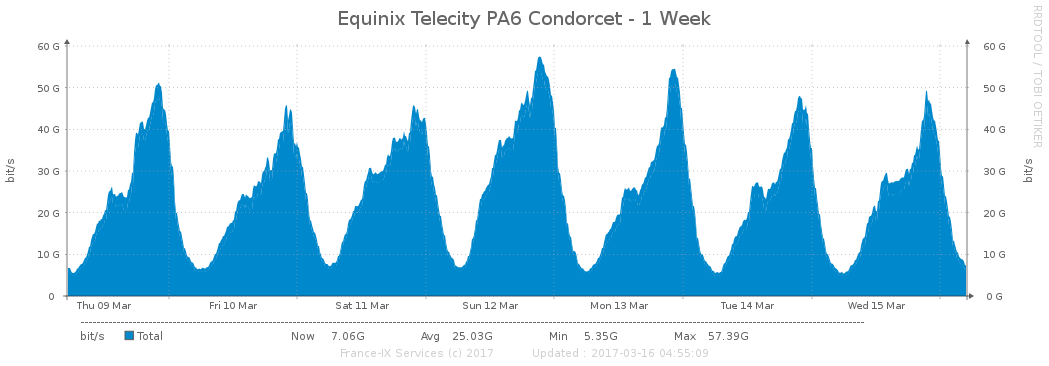 Equinix Telecity PA6 Condorcet - 1 Week
RRDTOOL / TOBI OETIKER
60 G 60 G
50 G 50 G
40 G 40 G
30 G 30 G
20 G 20 G
10 G 10 G
0 0 G
bit/s
bit/s
Thu 09 Mar Fri 10 Mar Sat 11 Mar Sun 12 Mar Mon 13 Mar Tue 14 Mar Wed 15 Mar
bit/s Total Now 7.06G Avg 25.03G Min 5.35G Max 57.39G
France-IX Services (c) 2017 Updated : 2017-03-16 04:55:09